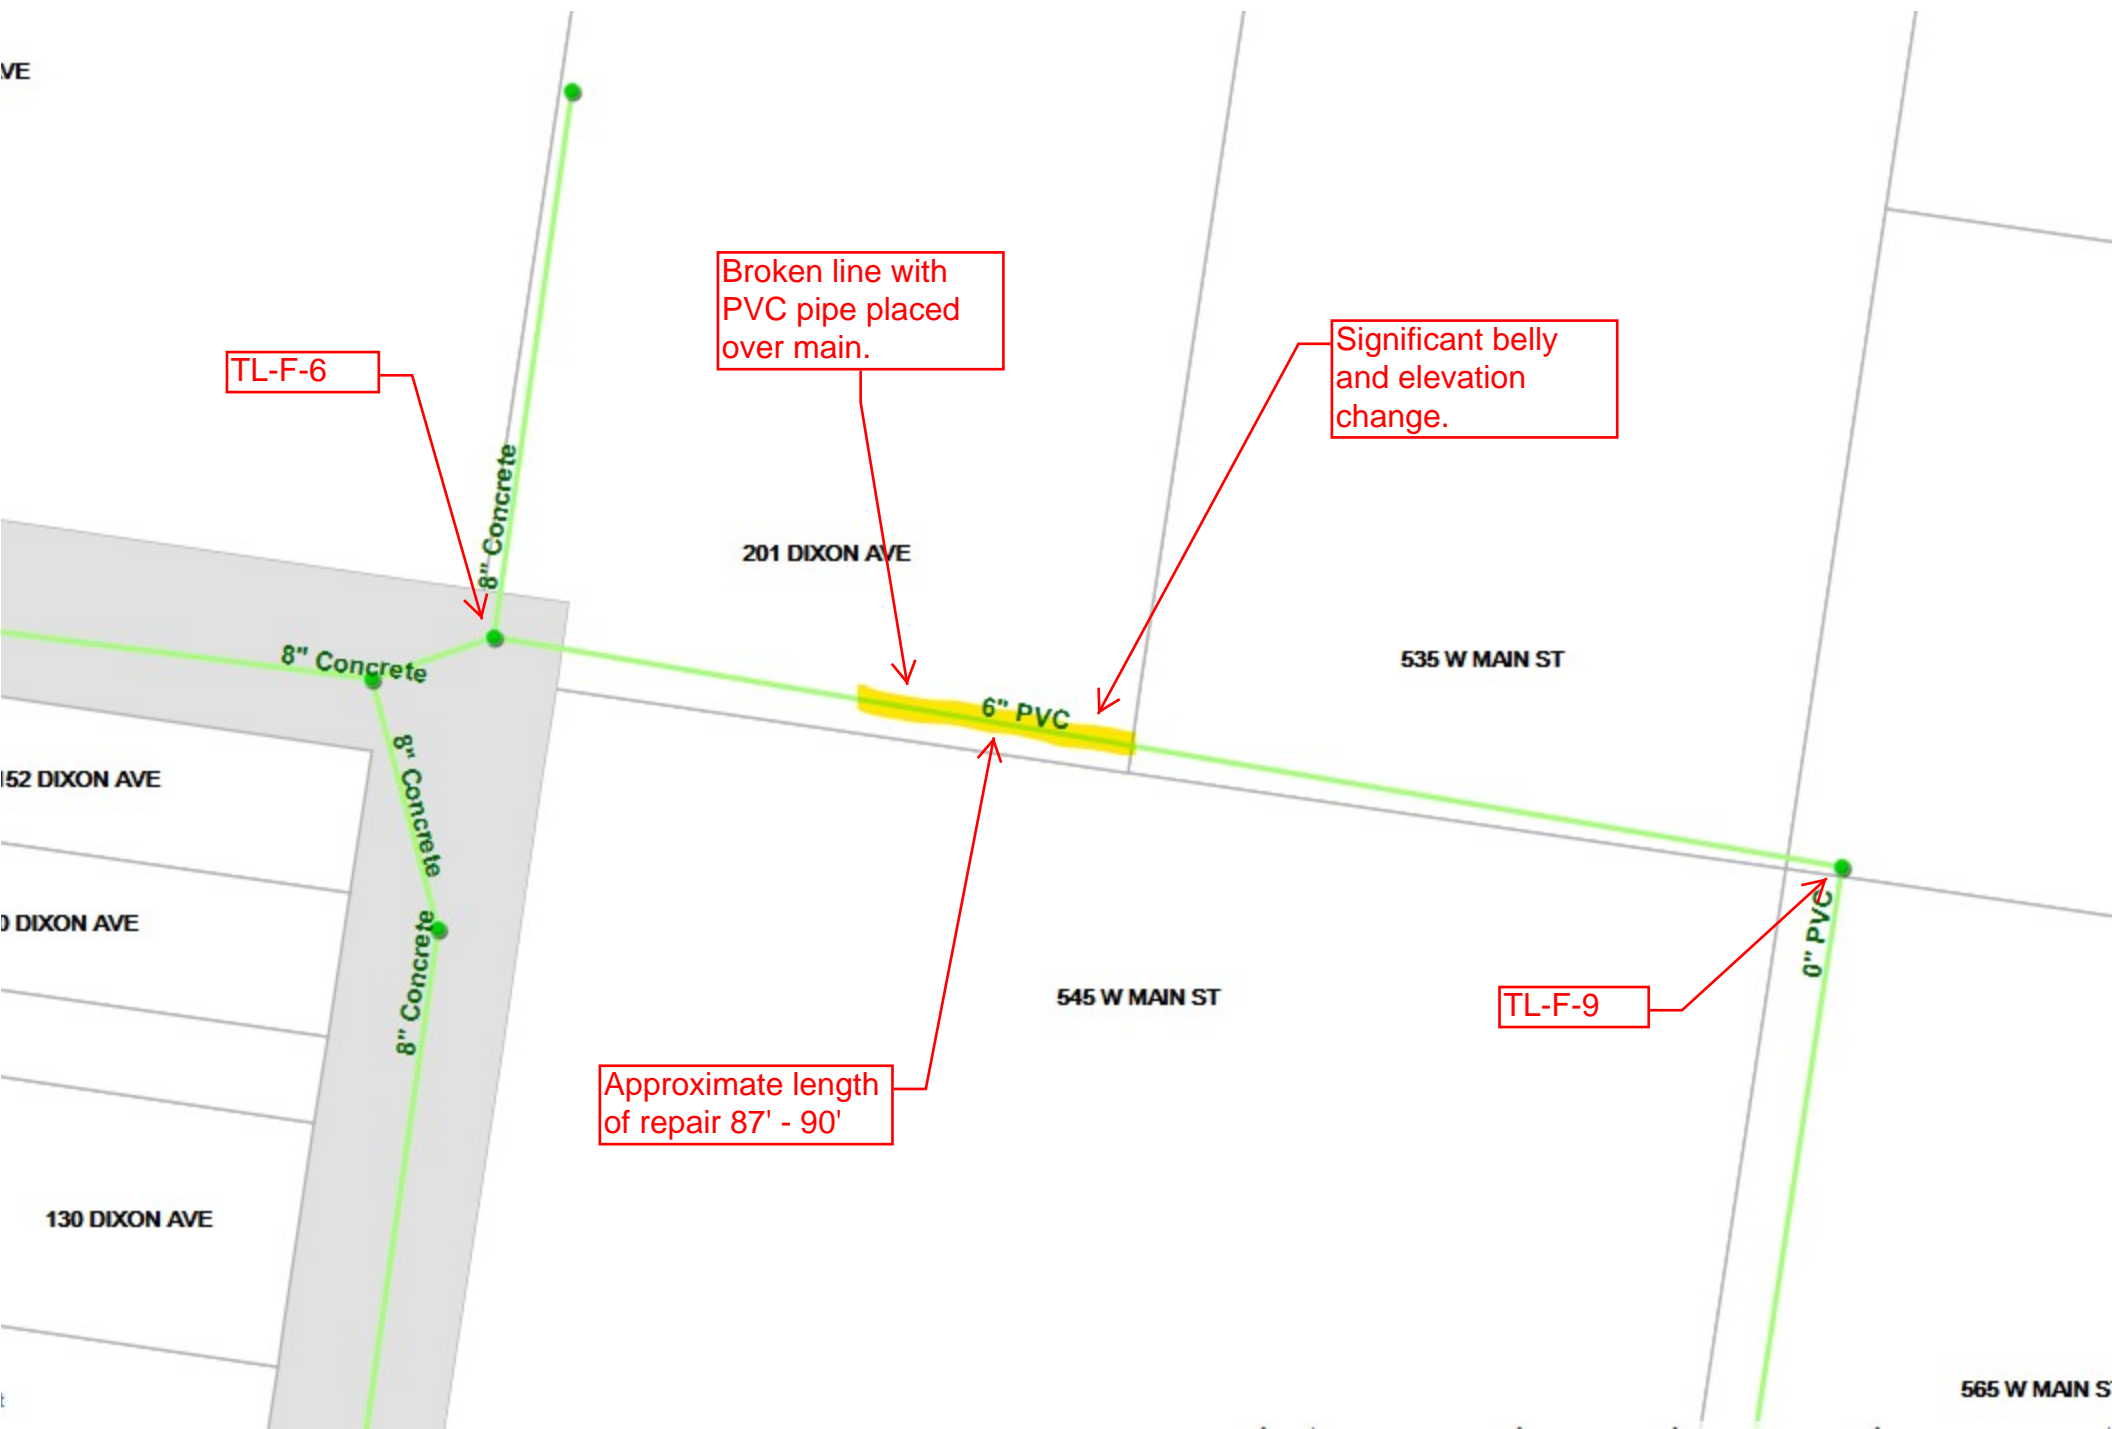 VE
Broken line with
PVC pipe placed
over main.
Significant belly
and elevation
change.
TL-F-6
8" Concrete
201 DIXON AVE
8" Concrete
535 W MAIN ST
6" PVC
8" Concrete
152 DIXON AVE
0 DIXON AVE
8" Concrete
0" PVC
545 W MAIN ST
TL-F-9
Approximate length
of repair 87' - 90'
130 DIXON AVE
565 W MAIN S